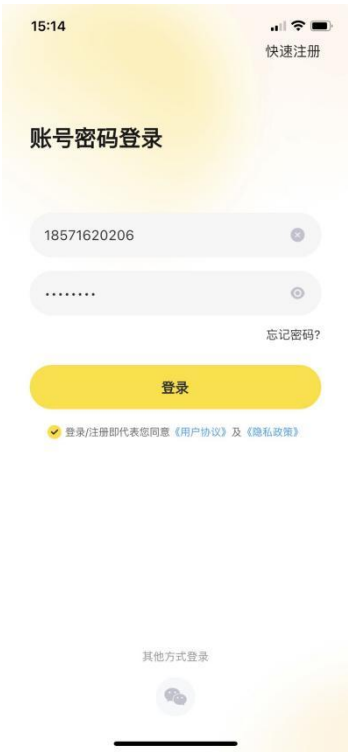 15:14
快速注册
账号密码登录
18571620206
········
忘记密码?
登录
登录/注册即代表您同意《用户协议》及《隐私政策》
其他方式登录